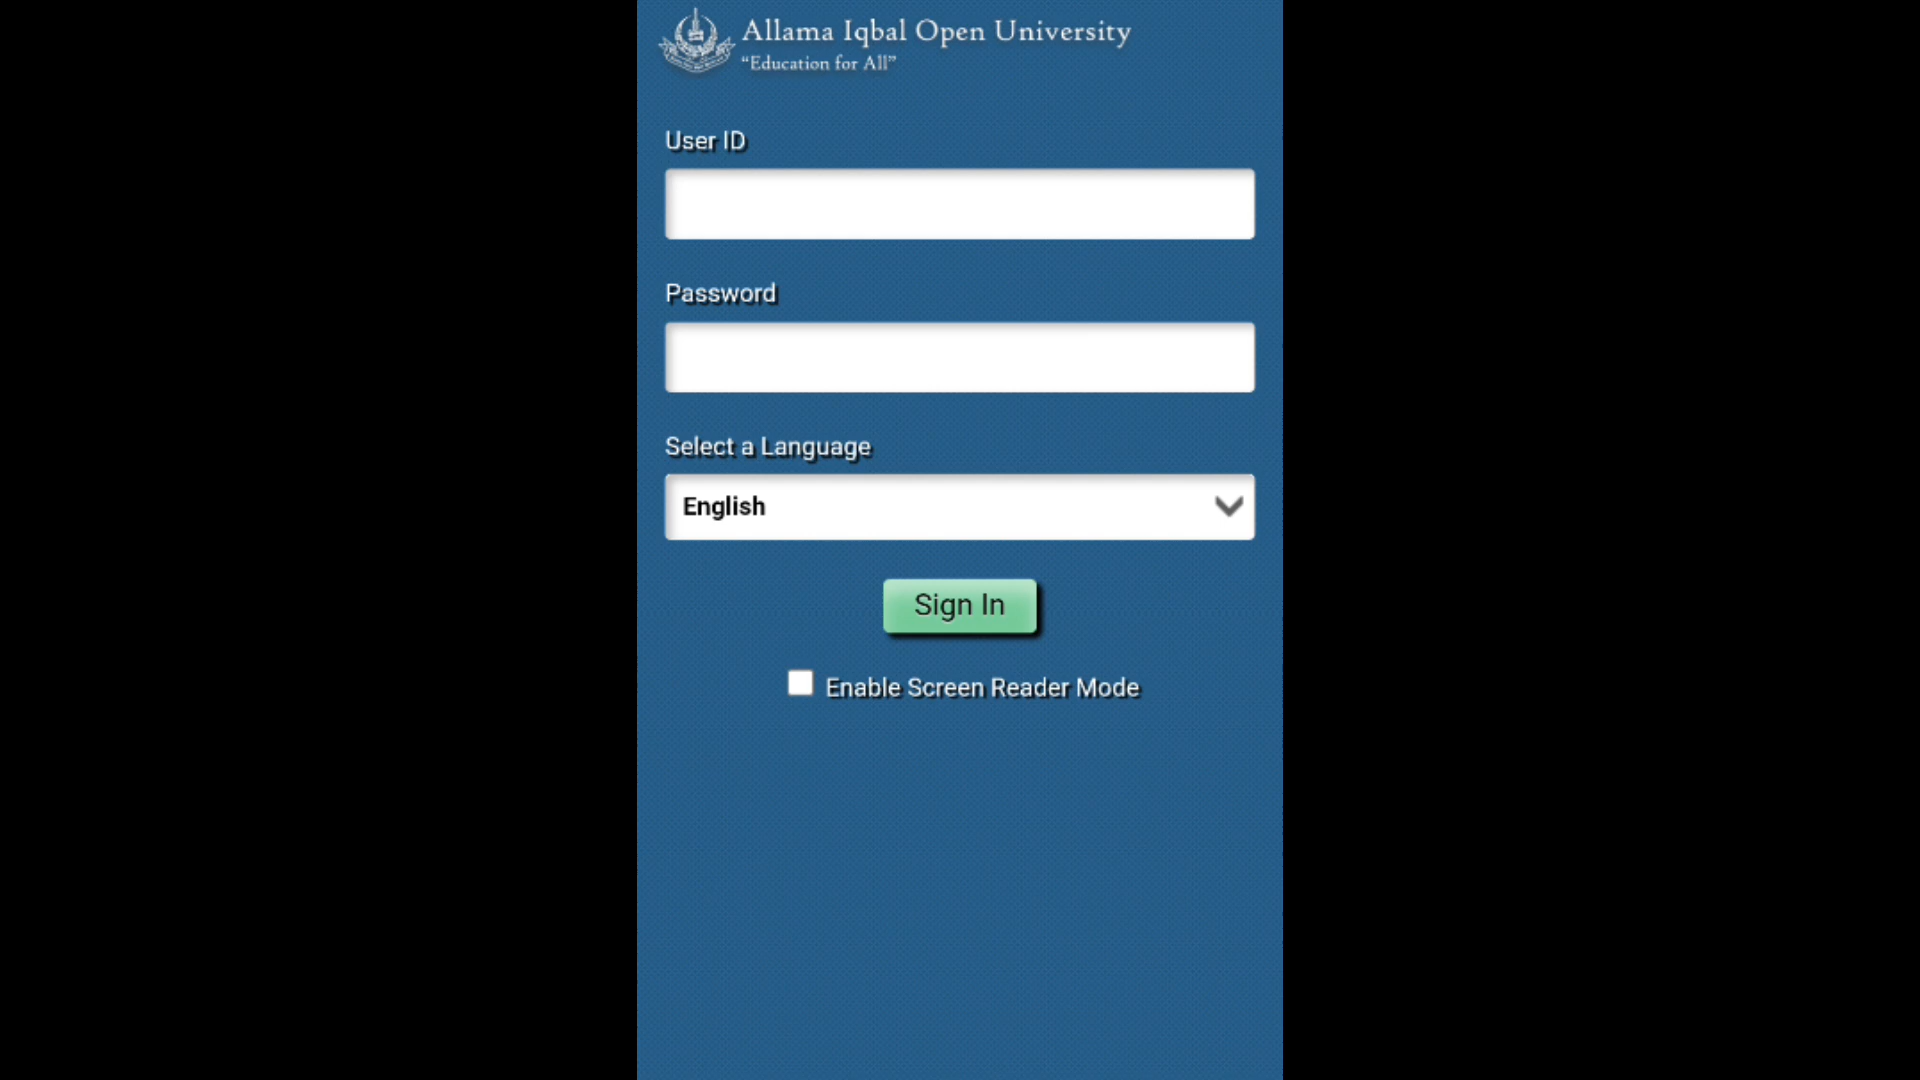 Allama Iqbal Open University
“Education for All”
User ID
Password
Select a Language
English
Sign In
Enable Screen Reader Mode